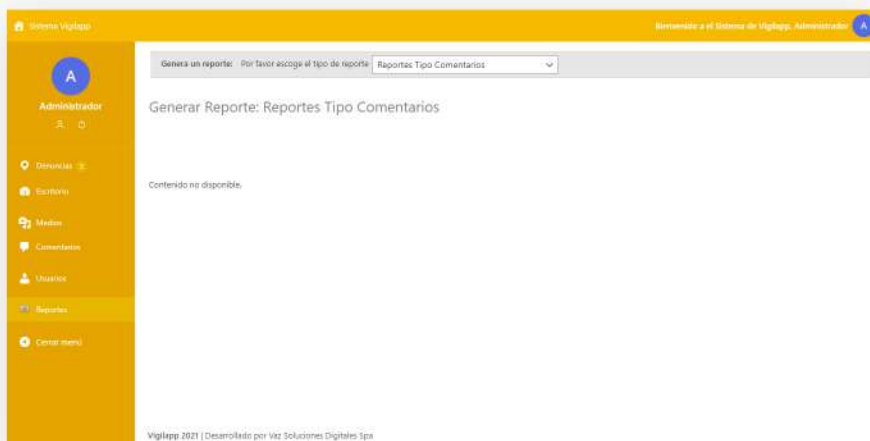 Sistema Vigilapp
Bienvenido a el Sistema de Vigilapp, Administrador
A
A
Administrador
Genera un reporte: Por favor escoge el tipo de reporte Reportes Tipo Comentarios
Generar Reporte: Reportes Tipo Comentarios
Contenido no disponible.
Denuncias
Escritorio
Medios
Comentarios
Usuarios
Reportes
Cerrar menú
Vigilapp 2021 | Desarrollado por Vaz Soluciones Digitales Spa